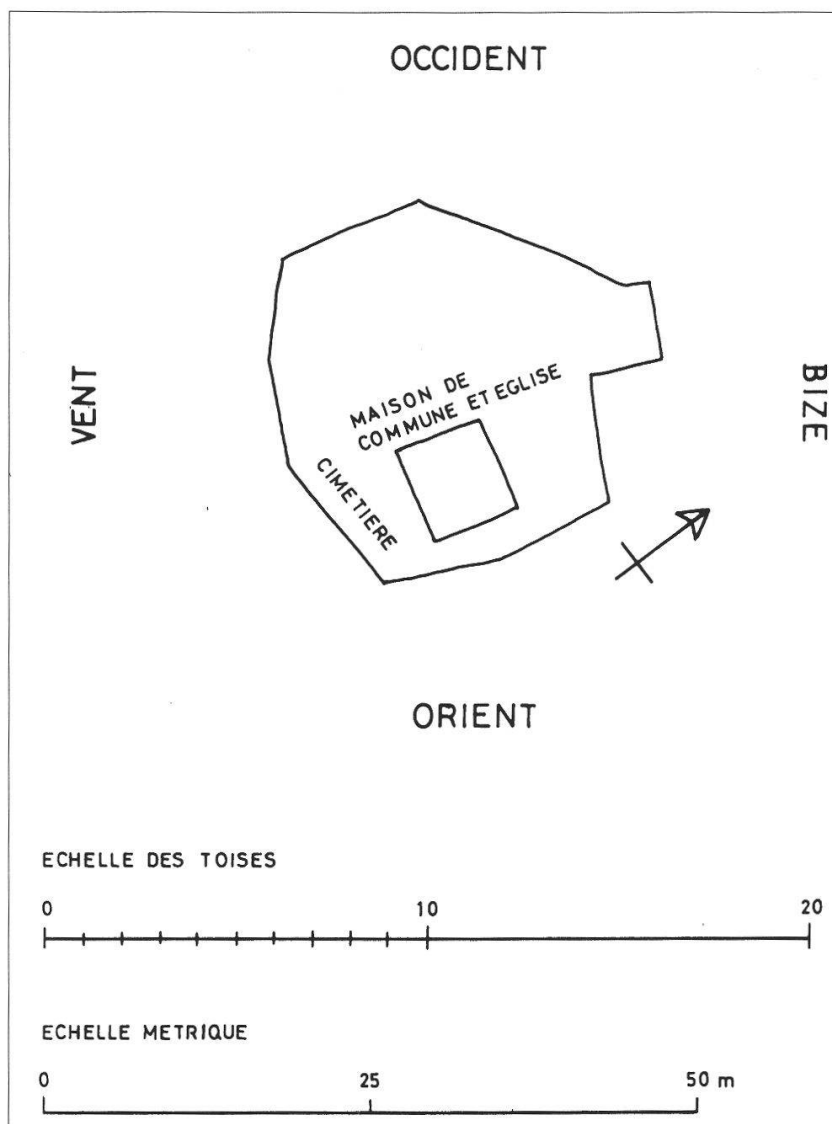 OCCIDENT
VENT
BIZE
MAISON DE
COMMUNE ET EGLISE
CIMETIERE
ORIENT
ECHELLE DES TOISES
0 10 20
ECHELLE METRIQUE
0 25 50 m